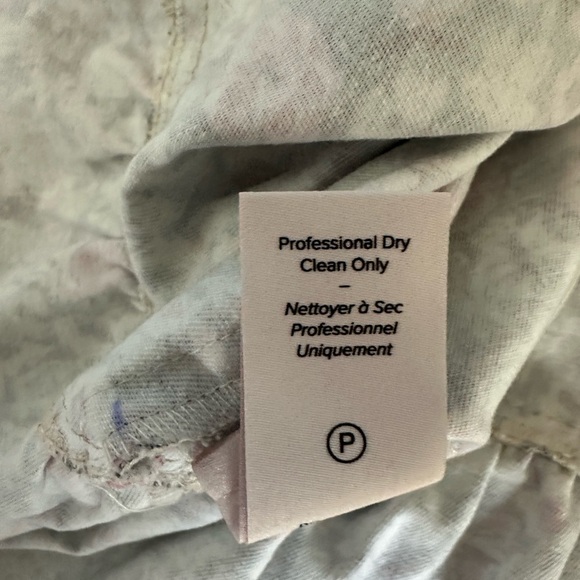 Professional Dry
Clean Only
–
Nettoyer à Sec
Professionnel
Uniquement
P